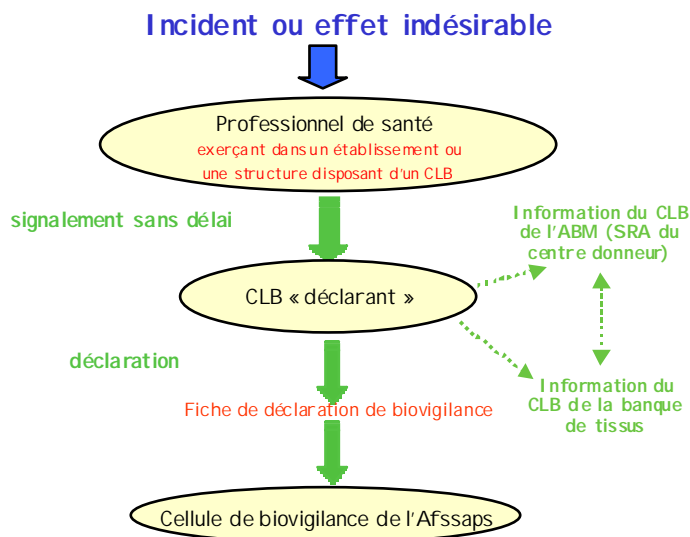 Incident ou effet indésirable
Professionnel de santé
exerçant dans un établissement ou
une structure disposant d'un CLB
signalement sans délai
Information du CLB
de l'ABM (SRA du
centre donneur)
CLB « déclarant »
déclaration
Information du
CLB de la banque
de tissus
Fiche de déclaration de biovigilance
Cellule de biovigilance de l'Afssaps